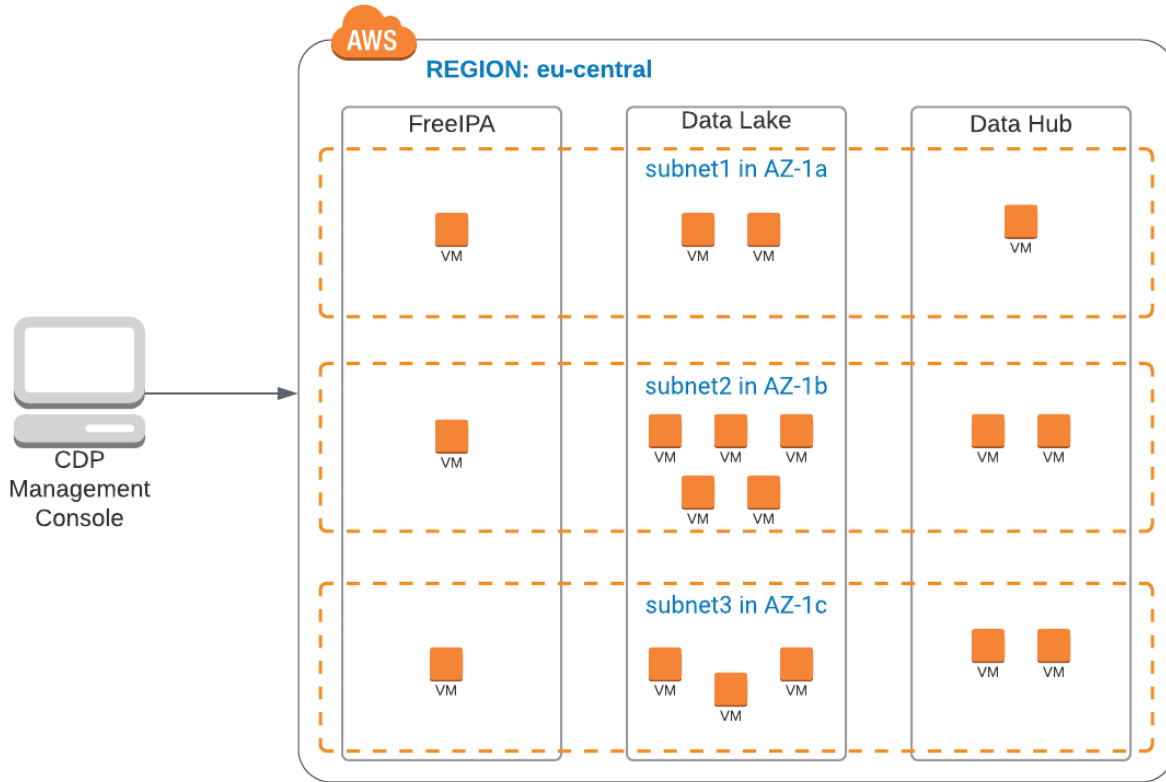 AWS
REGION: eu-central
FreeIPA
Data Lake
Data Hub
subnet1 in AZ-1a
VM
VM
VM
VM
subnet2 in AZ-1b
VM
VM
VM
VM
VM
VM
VM
VM
CDP
Management
Console
subnet3 in AZ-1c
VM
VM
VM
VM
VM
VM